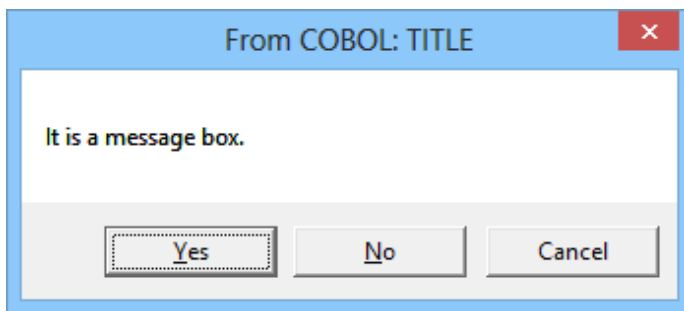 From COBOL: TITLE
It is a message box.
Yes No Cancel